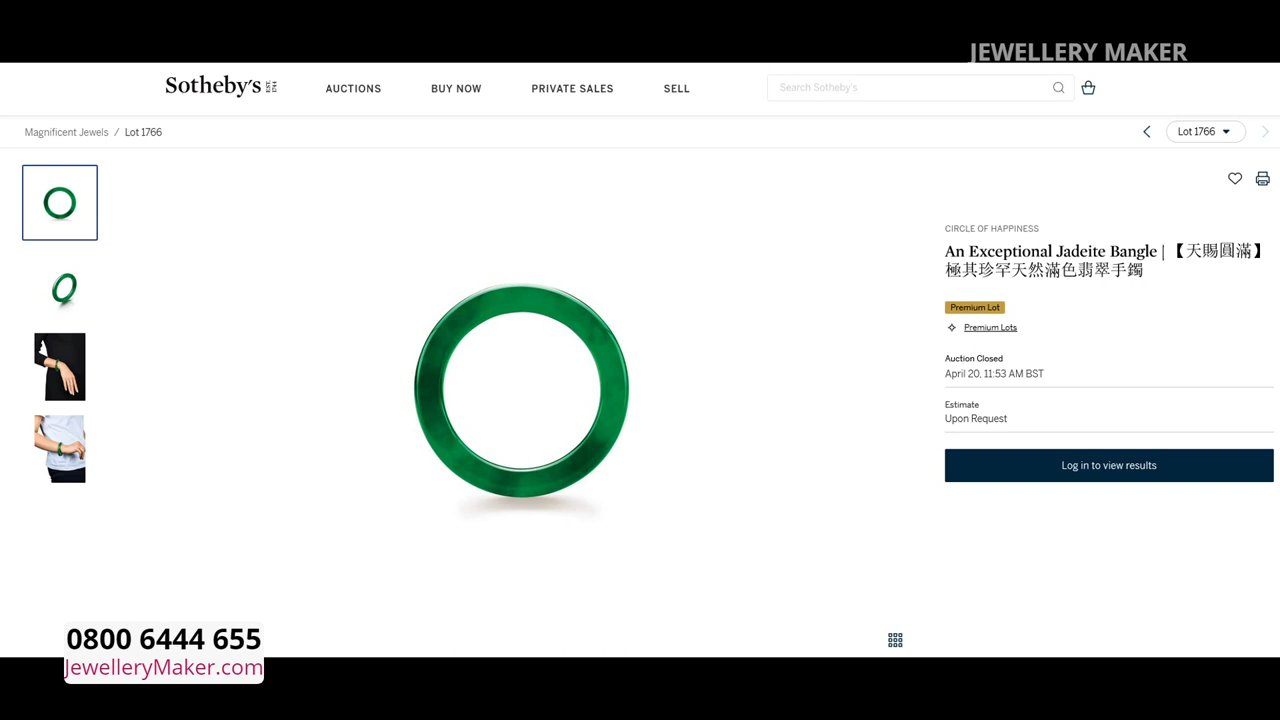 JEWELLERY MAKER
Sotheby's EST. 1744
AUCTIONS
BUY NOW
PRIVATE SALES
SELL
Search Sotheby's
Magnificent Jewels / Lot 1766
Lot 1766
CIRCLE OF HAPPINESS
An Exceptional Jadeite Bangle | 【天賜圓滿】
極其珍罕天然滿色翡翠手鐲
Premium Lot
Premium Lots
Auction Closed
April 20, 11:53 AM BST
Estimate
Upon Request
Log in to view results
0800 6444 655
JewelleryMaker.com